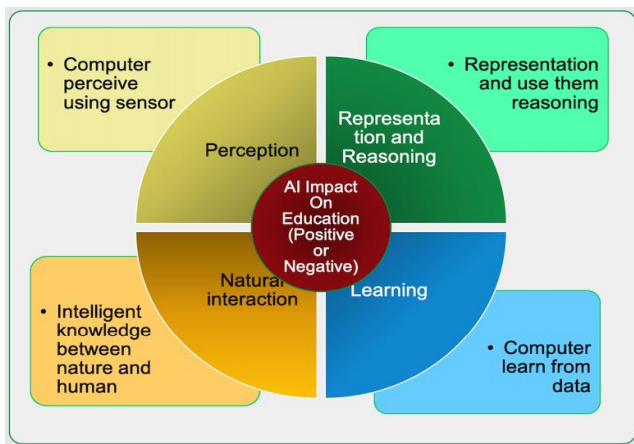 • Computer
perceive
using sensor
• Representation
and use them
reasoning
Perception
Representa
tion and
Reasoning
AI Impact
On
Education
(Positive
or
Negative)
Natural
interaction
Learning
• Intelligent
knowledge
between
nature and
human
• Computer
learn from
data